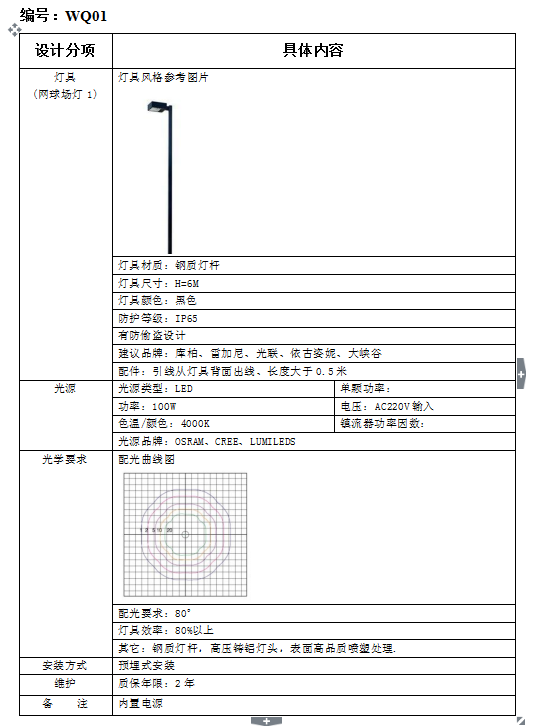 编号：WQ01
设计分项 具体内容
灯具
（网球场灯 1）
灯具风格参考图片
灯具材质：钢质灯杆
灯具尺寸：H=6M
灯具颜色：黑色
防护等级：IP65
有防偷盗设计
建议品牌：库柏、雷加尼、光联、依古姿妮、大峡谷
配件：引线从灯具背面出线、长度大于 0.5 米
光源 光源类型：LED 单颗功率：
功率：100W 电压：AC220V 输入
色温/颜色：4000K 镇流器功率因数：
光源品牌：OSRAM、CREE、LUMILEDS
光学要求 配光曲线图
1 2 5 10 20
配光要求：80°
灯具效率：80%以上
其它：钢质灯杆，高压铸铝灯头，表面高品质喷塑处理.
安装方式 预埋式安装
维护 质保年限：2 年
备 注 内置电源